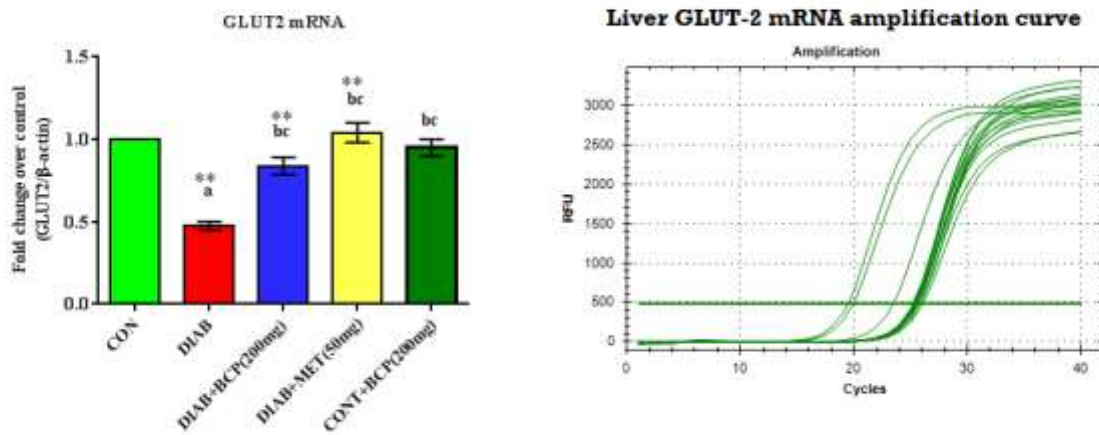 GLUT2 mRNA
Fold change over control
(GLUT2/β-actin)
1.5
1.0
0.5
0.0
**
a
**
bc
**
bc
bc
CON
DIAB
DIAB+BCP(200mg)
DIAB+MET(50mg)
CONT+BCP(200mg)
Liver GLUT-2 mRNA amplification curve
Amplification
RFU
3000
2500
2000
1500
1000
500
0
0
10
20
30
40
Cycles